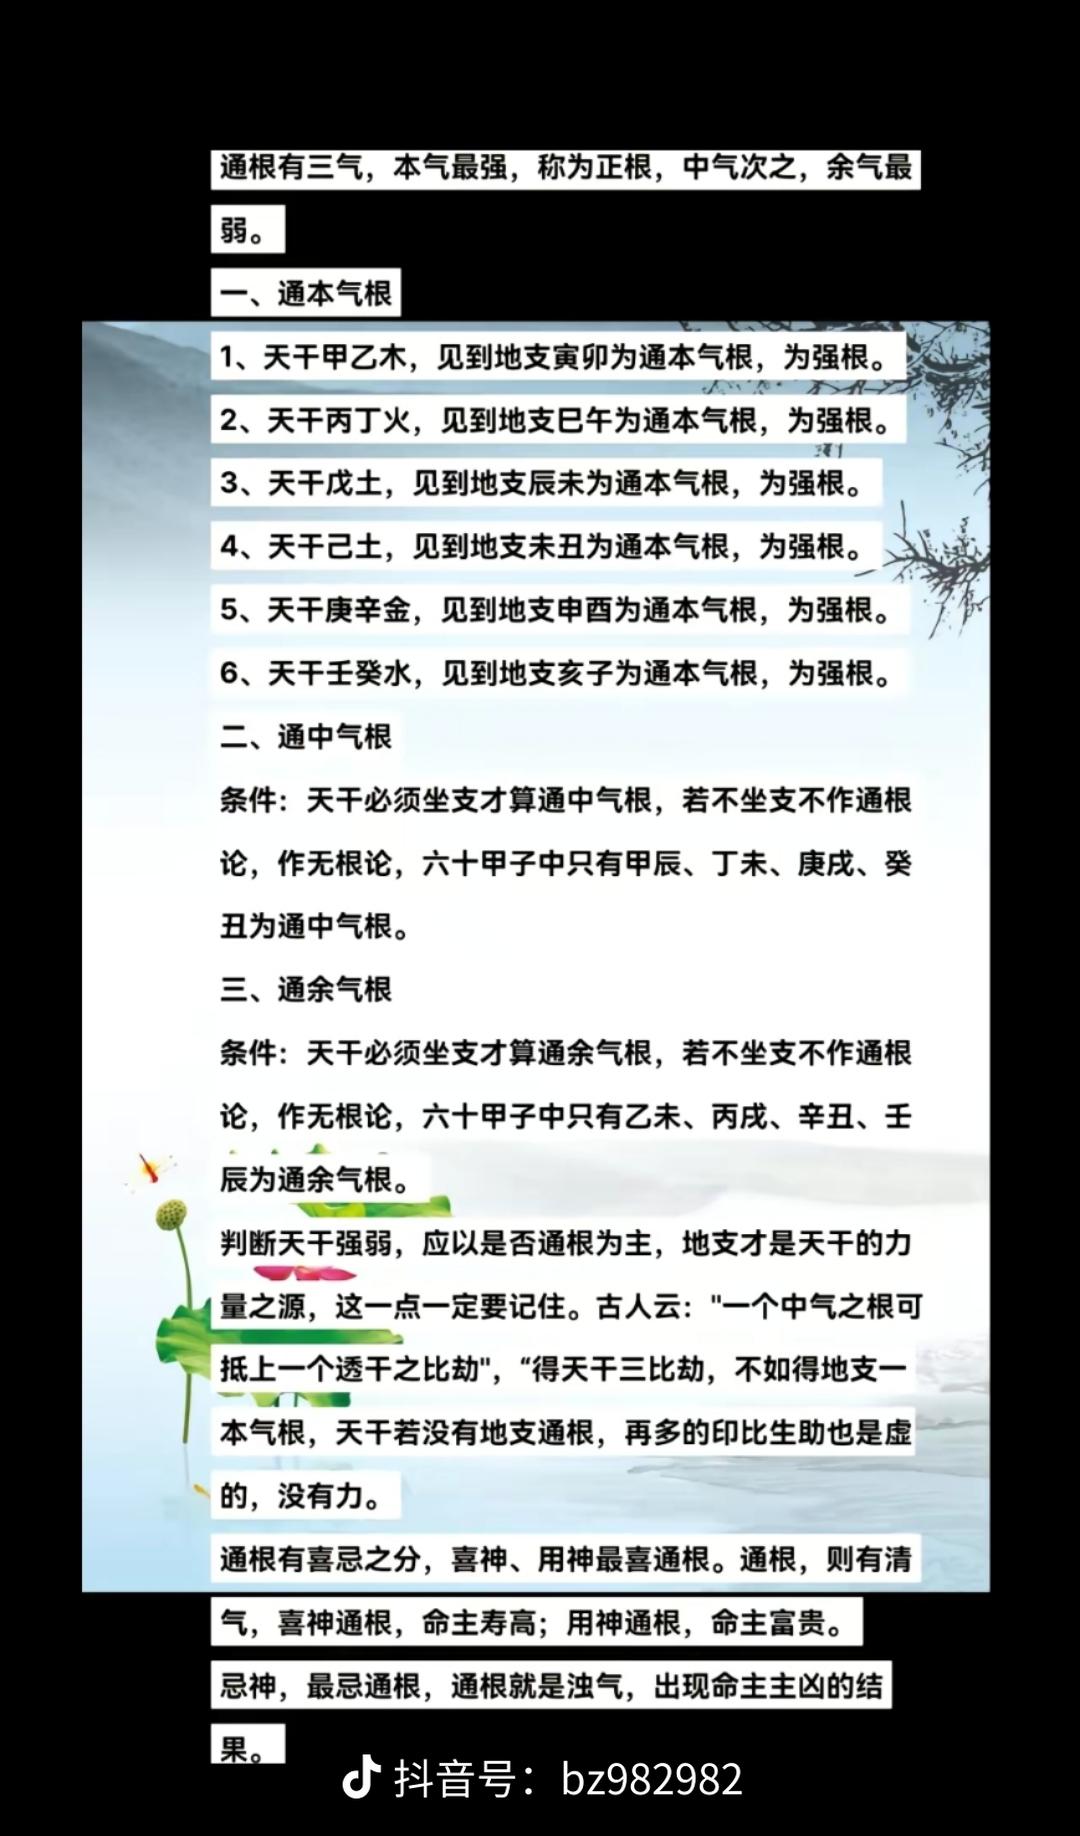 通根有三气，本气最强，称为正根，中气次之，余气最
弱。
一、通本气根
1、天干甲乙木，见到地支寅卯为通本气根，为强根。
2、天干丙丁火，见到地支巳午为通本气根，为强根。
3、天干戊土，见到地支辰未为通本气根，为强根。
4、天干己土，见到地支未丑为通本气根，为强根。
5、天干庚辛金，见到地支申酉为通本气根，为强根。
6、天干壬癸水，见到地支亥子为通本气根，为强根。
二、通中气根
条件：天干必须坐支才算通中气根，若不坐支不作通根
论，作无根论，六十甲子中只有甲辰、丁未、庚戌、癸
丑为通中气根。
三、通余气根
条件：天干必须坐支才算通余气根，若不坐支不作通根
论，作无根论，六十甲子中只有乙未、丙戌、辛丑、壬
辰为通余气根。
判断天干强弱，应以是否通根为主，地支才是天干的力
量之源，这一点一定要记住。古人云："一个中气之根可
抵上一个透干之比劫"，“得天干三比劫，不如得地支一
本气根，天干若没有地支通根，再多的印比生助也是虚
的，没有力。
通根有喜忌之分，喜神、用神最喜通根。通根，则有清
气，喜神通根，命主寿高；用神通根，命主富贵。
忌神，最忌通根，通根就是浊气，出现命主主凶的结
果。
抖音号：bz982982